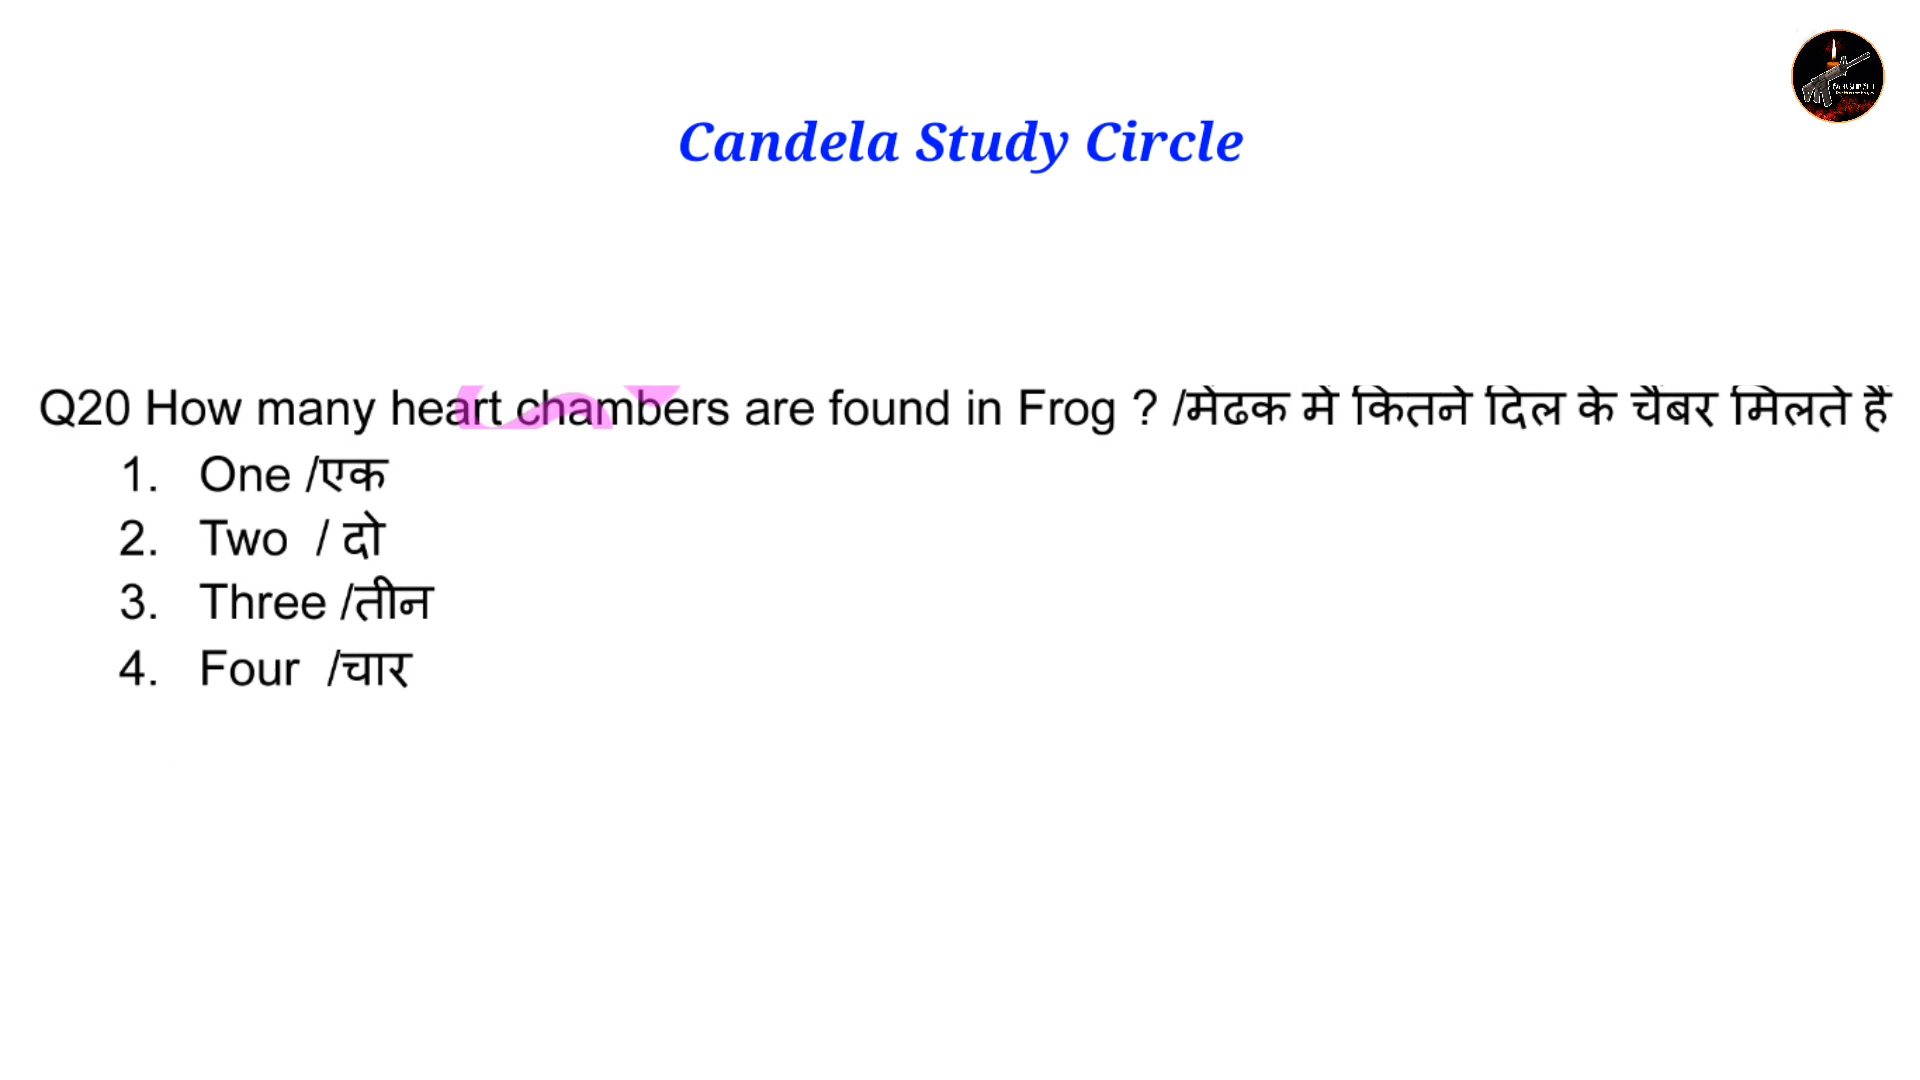 Candela Study Circle
Q20 How many heart chambers are found in Frog ? /मेंढक में कितने दिल के चैंबर मिलते हैं
1. One /एक
2. Two / दो
3. Three /तीन
4. Four /चार